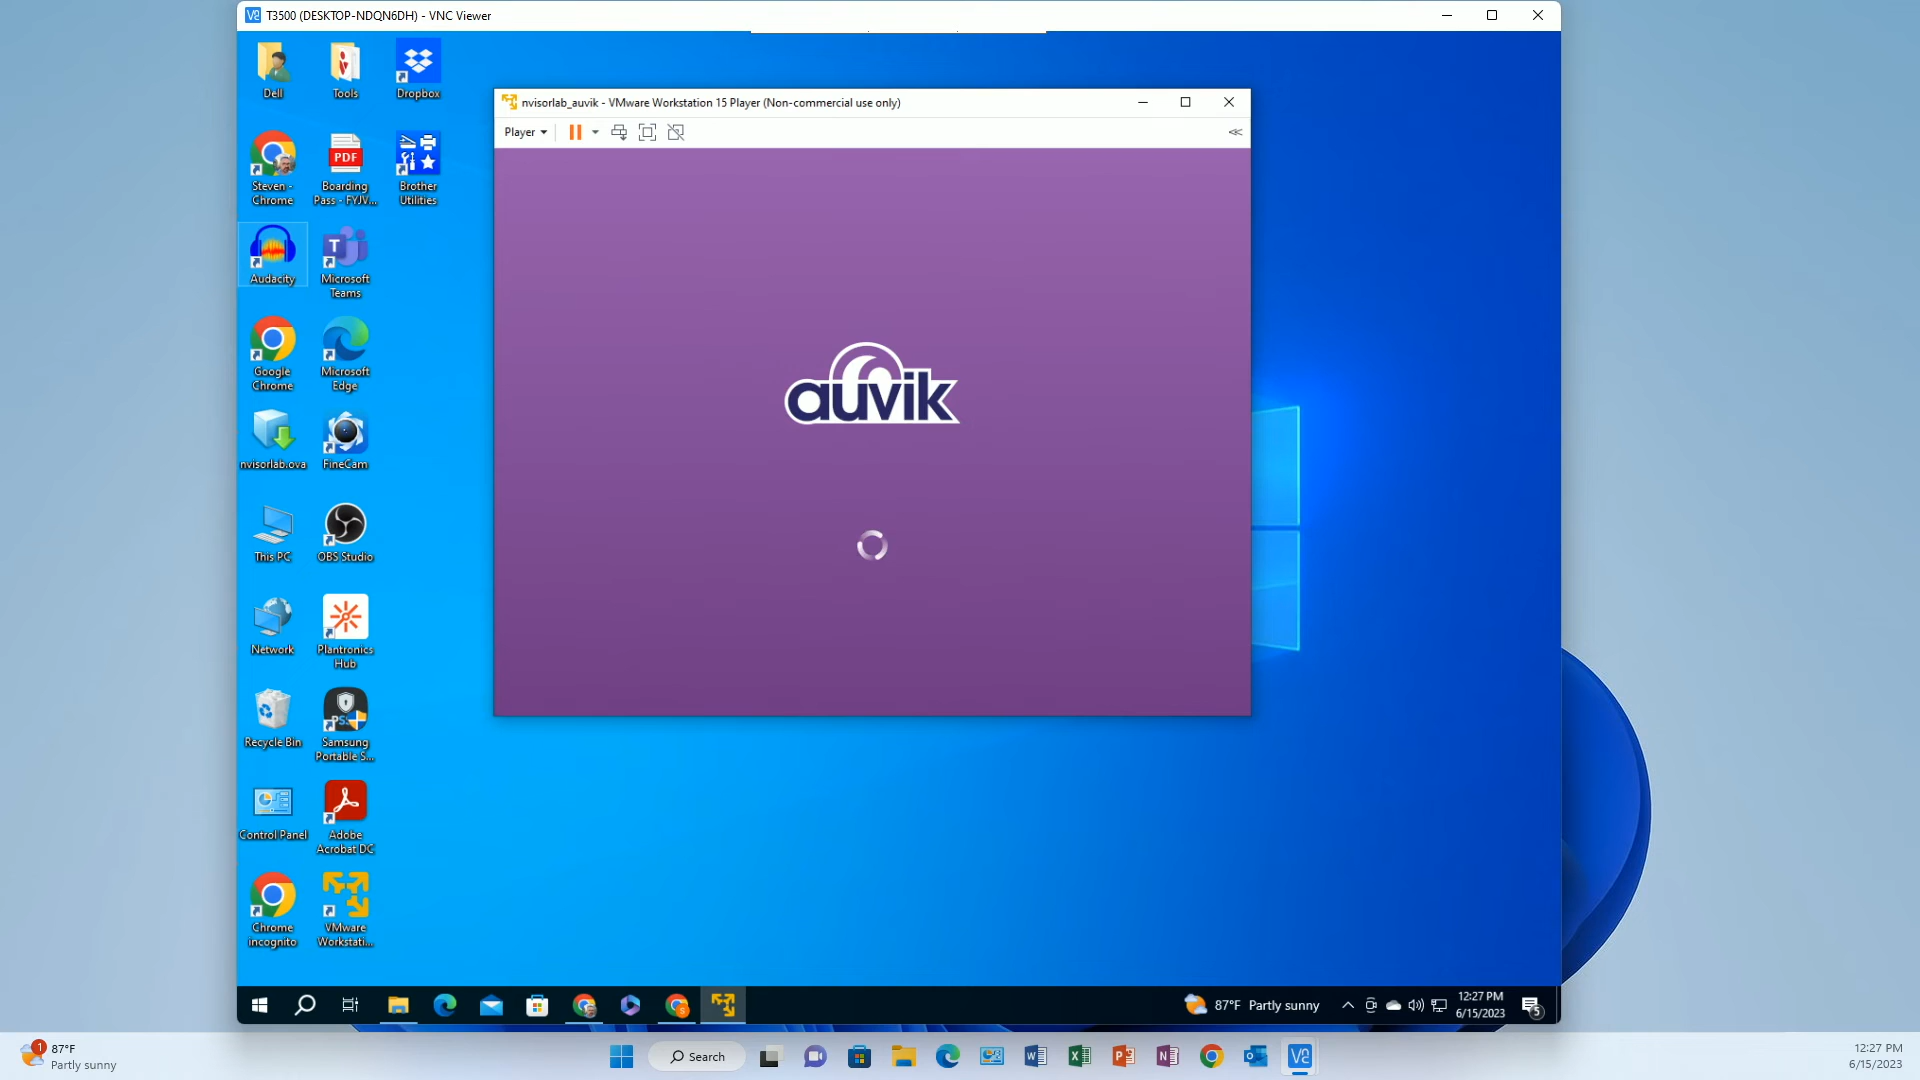 T3500 (DESKTOP-NDQN6DH) - VNC Viewer
Dell
Tools
Dropbox
Steven -
Chrome
PDF
Boarding
Pass - FYJV...
Brother
Utilities
Audacity
T
Microsoft
Teams
Google
Chrome
Microsoft
Edge
nvisorlab.ova
FineCam
This PC
OBS Studio
Network
Plantronics
Hub
Recycle Bin
Samsung
Portable S...
Control Panel
Adobe
Acrobat DC
Chrome
incognito
VMware
Workstati...
nvisorlab_auvik - VMware Workstation 15 Player (Non-commercial use only)
Player
auvik
87°F Partly sunny
12:27 PM
6/15/2023
5
1
87°F
Partly sunny
Search
12:27 PM
6/15/2023